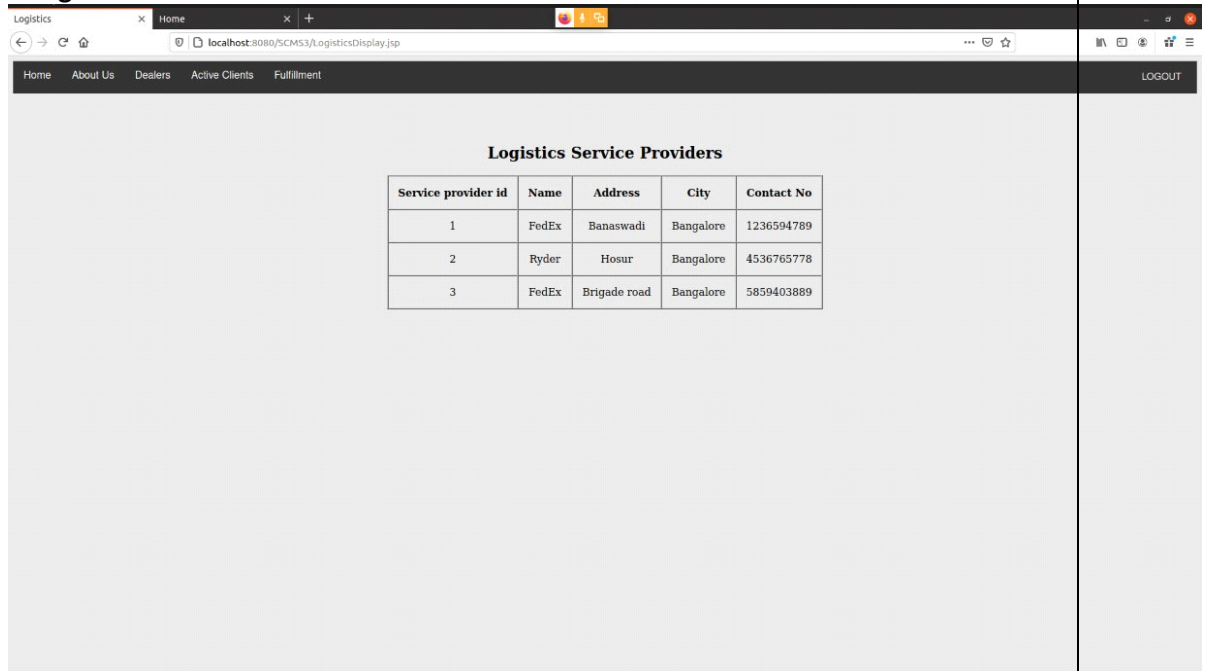 Logistics Home
localhost:8080/SCMS3/LogisticsDisplay.jsp
Home About Us Dealers Active Clients Fulfillment LOGOUT
Logistics Service Providers
Service provider id Name Address City Contact No
1 FedEx Banaswadi Bangalore 1236594789
2 Ryder Hosur Bangalore 4536765778
3 FedEx Brigade road Bangalore 5859403889